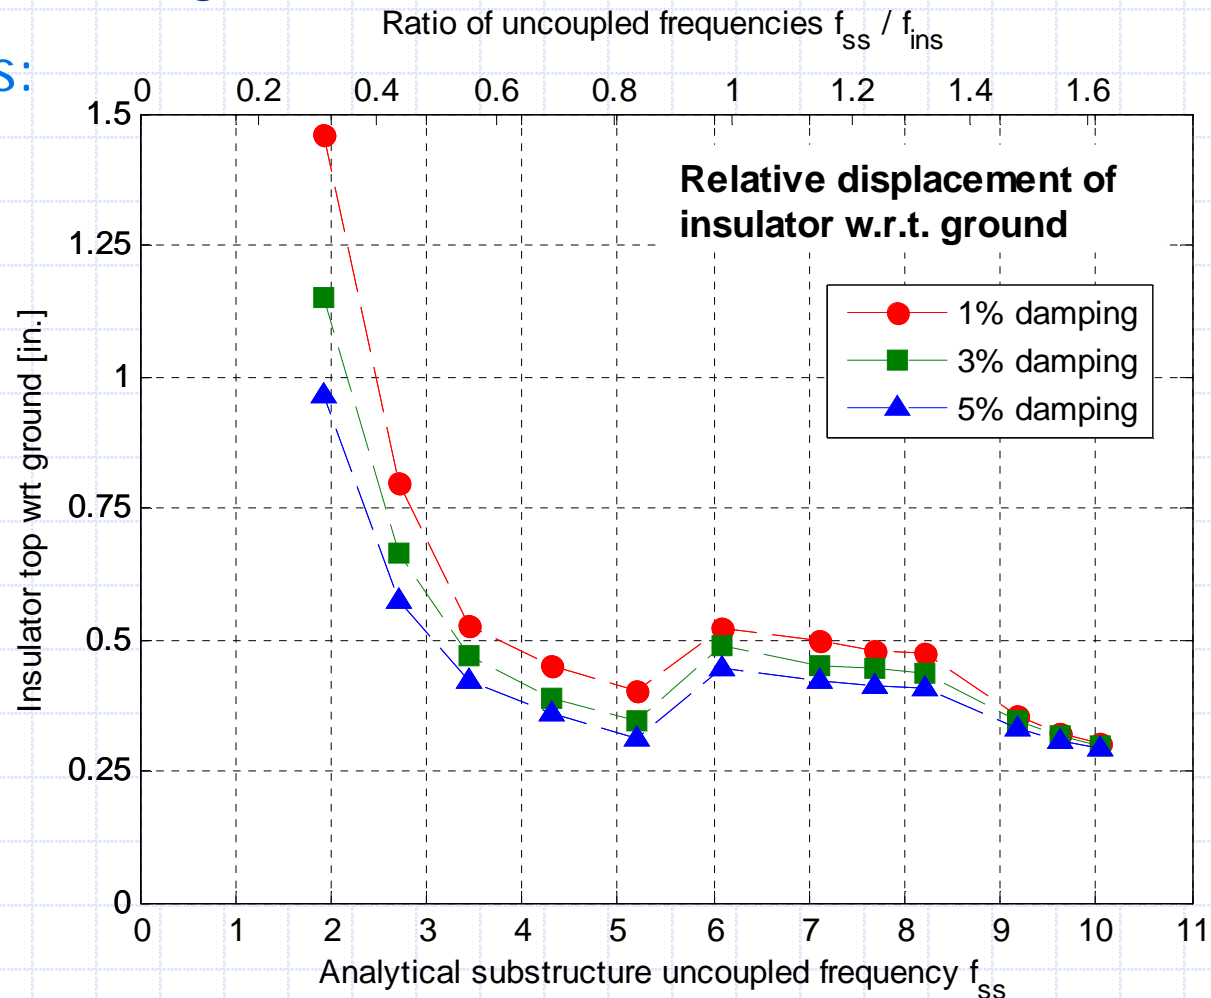 Ratio of uncoupled frequencies f_ss / f_ins
s:
0 0.2 0.4 0.6 0.8 1 1.2 1.4 1.6
1.5
Relative displacement of
insulator w.r.t. ground
1.25
1% damping
3% damping
5% damping
1
0.75
0.5
0.25
0
Insulator top wrt ground [in.]
0 1 2 3 4 5 6 7 8 9 10 11
Analytical substructure uncoupled frequency f_ss